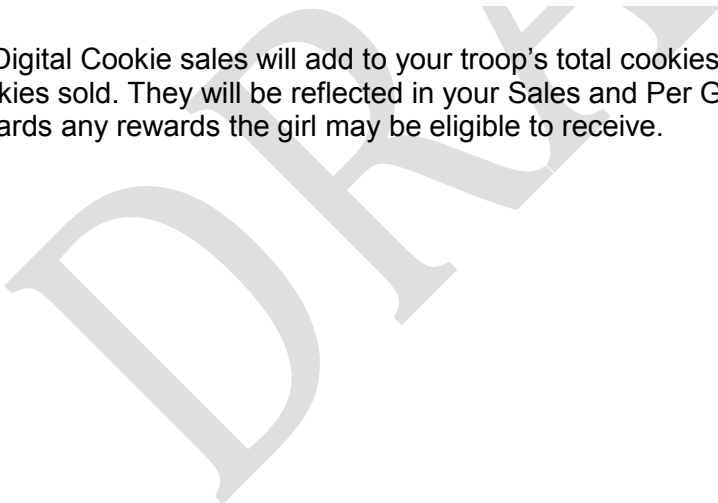 Digital Cookie sales will add to your troop’s total cookies
kies sold. They will be reflected in your Sales and Per G
ards any rewards the girl may be eligible to receive.
DRA